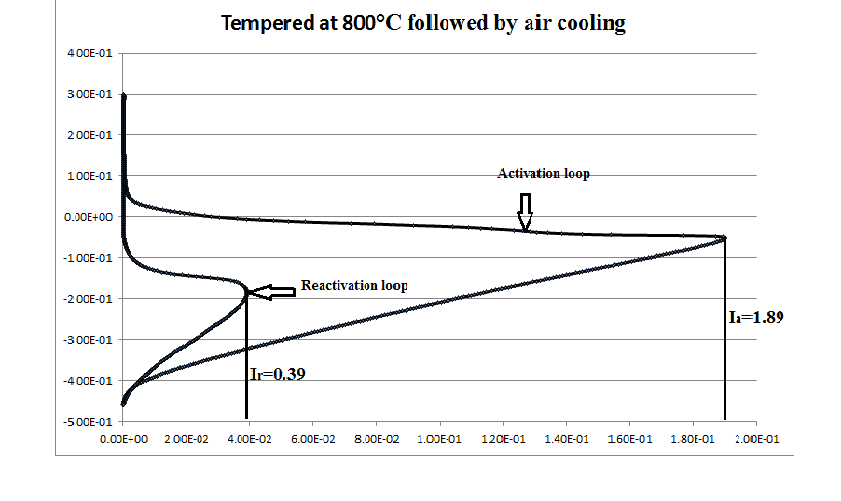 Tempered at 800°C followed by air cooling
4.00E-01
3.00E-01
2.00E-01
1.00E-01
Activation loop
0.00E+00
-1.00E-01
Reactivation loop
-2.00E-01
Ia=1.89
-3.00E-01
Ir=0.39
-4.00E-01
-5.00E-01
0.00E+00 2.00E-02 4.00E-02 6.00E-02 8.00E-02 1.00E-01 1.20E-01 1.40E-01 1.60E-01 1.80E-01 2.00E-01